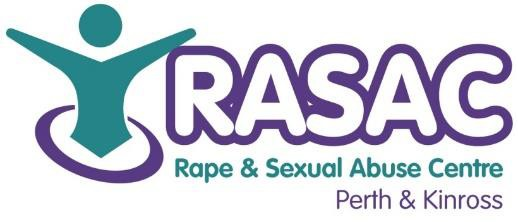 RASAC
Rape & Sexual Abuse Centre
Perth & Kinross